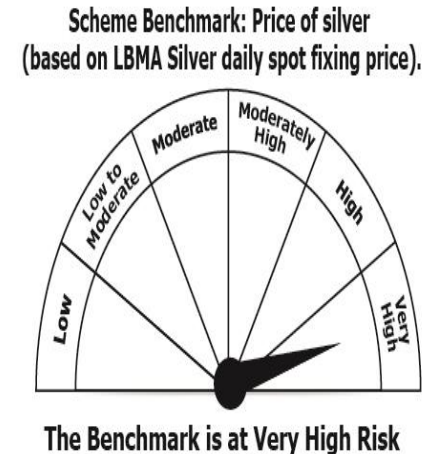 Scheme Benchmark: Price of silver
(based on LBMA Silver daily spot fixing price).
Low
Low to
Moderate
Moderate
Moderately
High
High
Very
High
The Benchmark is at Very High Risk